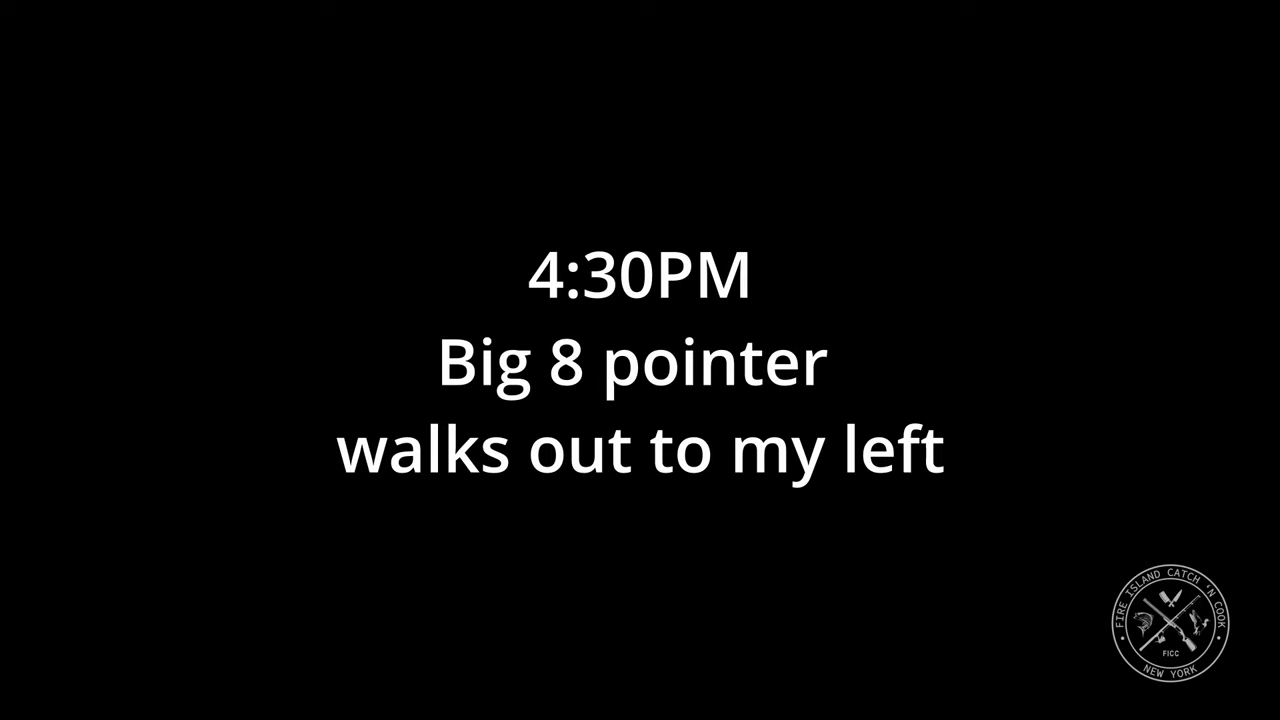 4:30PM
Big 8 pointer
walks out to my left
FIRE ISLAND CATCH 'N COOK
FICC
NEW YORK